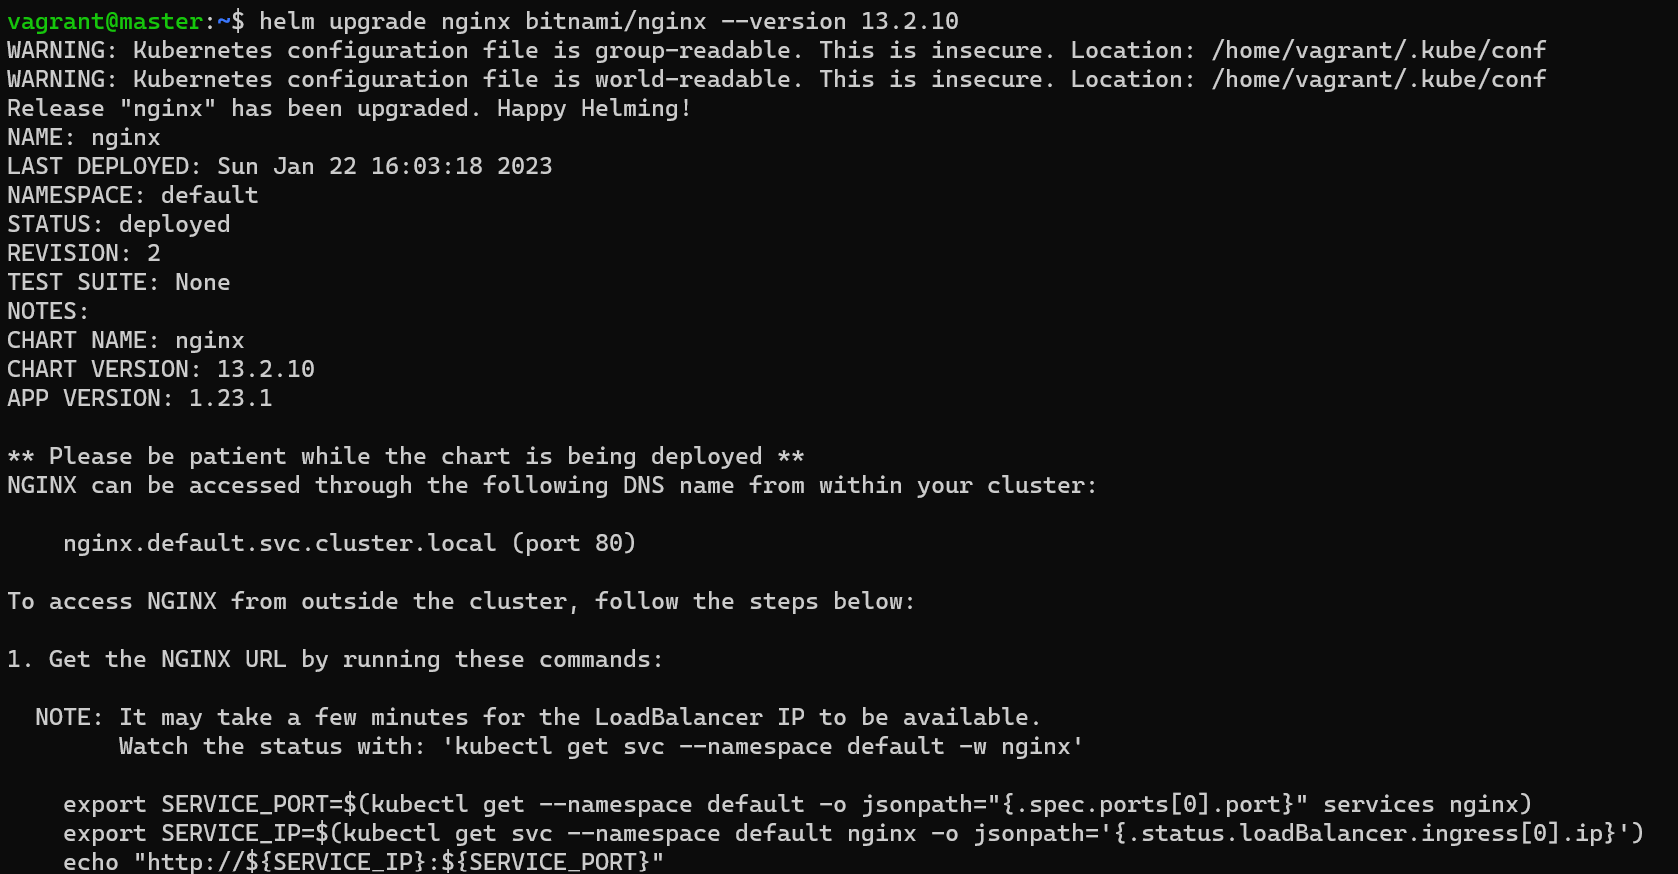 vagrant@master:~$ helm upgrade nginx bitnami/nginx --version 13.2.10
WARNING: Kubernetes configuration file is group-readable. This is insecure. Location: /home/vagrant/.kube/conf
WARNING: Kubernetes configuration file is world-readable. This is insecure. Location: /home/vagrant/.kube/conf
Release "nginx" has been upgraded. Happy Helming!
NAME: nginx
LAST DEPLOYED: Sun Jan 22 16:03:18 2023
NAMESPACE: default
STATUS: deployed
REVISION: 2
TEST SUITE: None
NOTES:
CHART NAME: nginx
CHART VERSION: 13.2.10
APP VERSION: 1.23.1
** Please be patient while the chart is being deployed **
NGINX can be accessed through the following DNS name from within your cluster:
nginx.default.svc.cluster.local (port 80)
To access NGINX from outside the cluster, follow the steps below:
1. Get the NGINX URL by running these commands:
NOTE: It may take a few minutes for the LoadBalancer IP to be available.
Watch the status with: 'kubectl get svc --namespace default -w nginx'
export SERVICE_PORT=$(kubectl get --namespace default -o jsonpath="{.spec.ports[0].port}" services nginx)
export SERVICE_IP=$(kubectl get svc --namespace default nginx -o jsonpath='{.status.loadBalancer.ingress[0].ip}')
echo "http://${SERVICE_IP}:${SERVICE_PORT}"